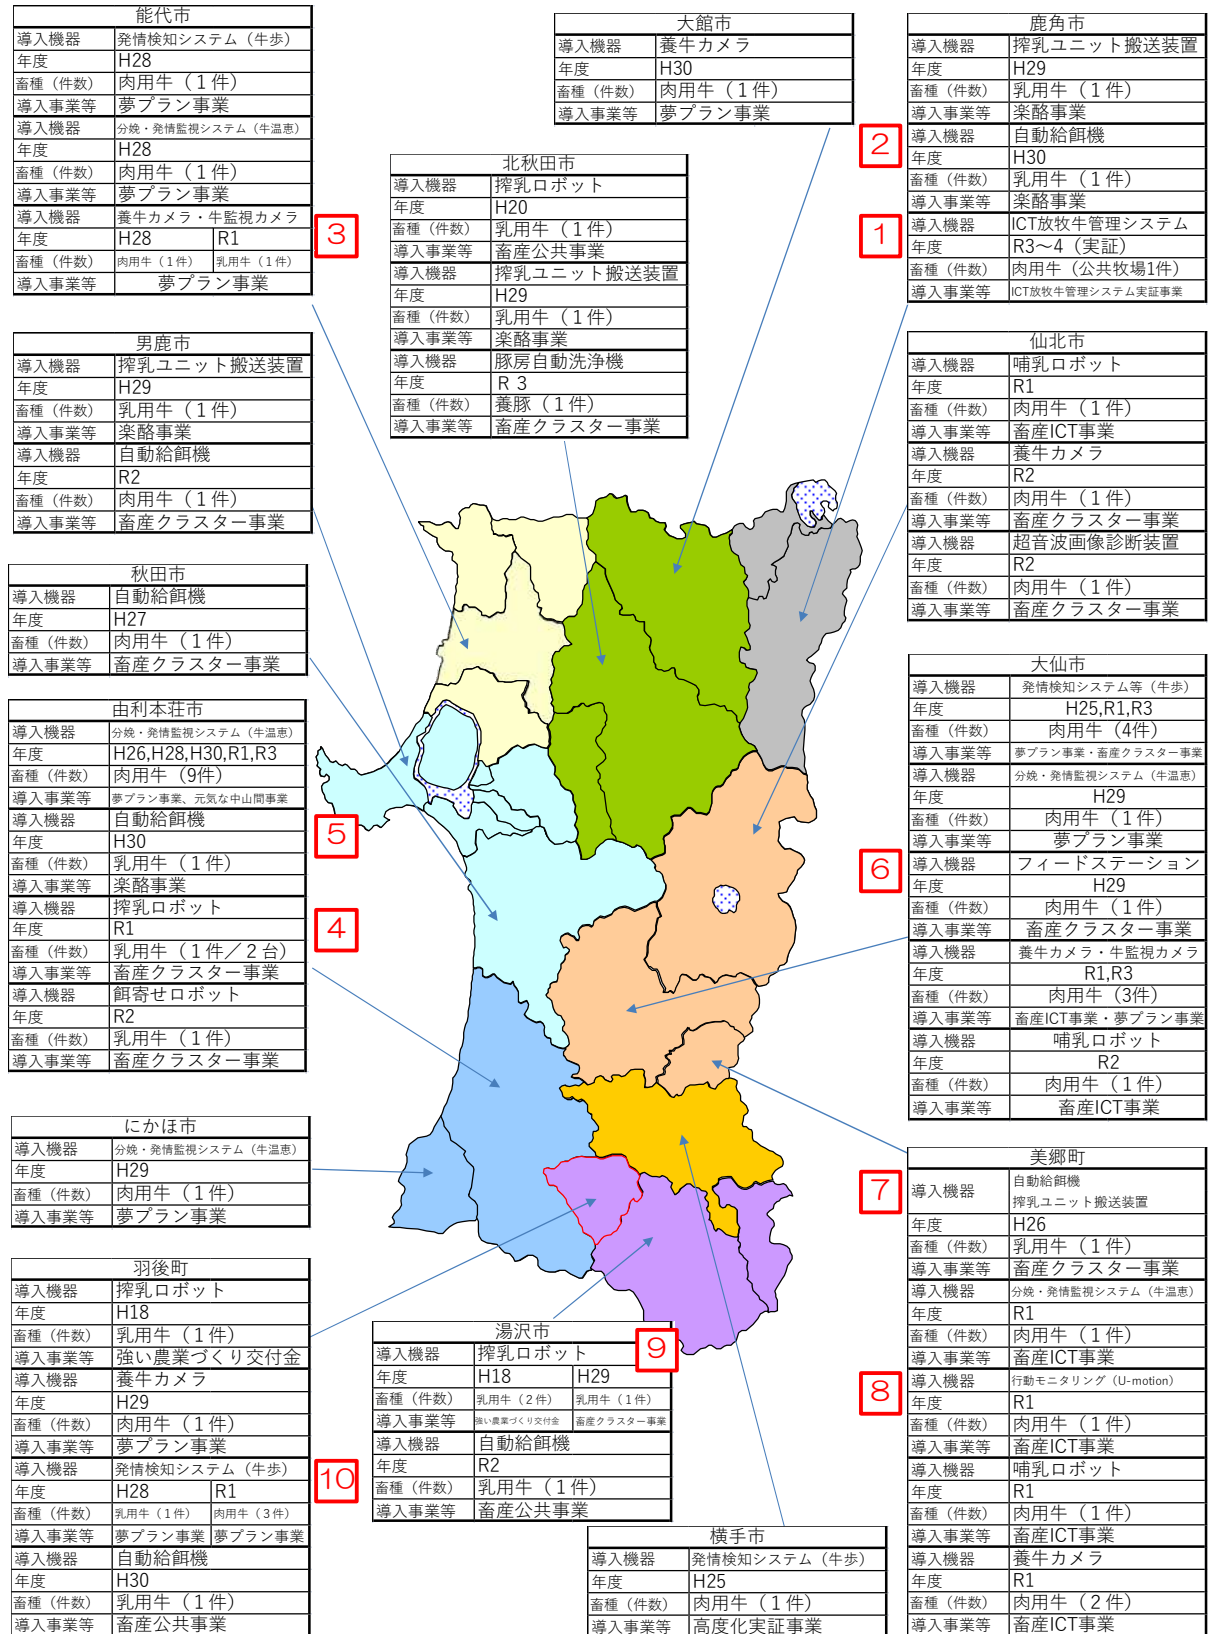 能代市
導入機器 発情検知システム（牛歩）
年度 H28
畜種（件数） 肉用牛（１件）
導入事業等 夢プラン事業
導入機器 分娩・発情監視システム（牛温恵）
年度 H28
畜種（件数） 肉用牛（１件）
導入事業等 夢プラン事業
導入機器 養牛カメラ・牛監視カメラ
年度 H28 R1
畜種（件数） 肉用牛（１件） 乳用牛（１件）
導入事業等 夢プラン事業
3
男鹿市
導入機器 搾乳ユニット搬送装置
年度 H29
畜種（件数） 乳用牛（１件）
導入事業等 楽酪事業
導入機器 自動給餌機
年度 R2
畜種（件数） 肉用牛（１件）
導入事業等 畜産クラスター事業
秋田市
導入機器 自動給餌機
年度 H27
畜種（件数） 肉用牛（１件）
導入事業等 畜産クラスター事業
由利本荘市
導入機器 分娩・発情監視システム（牛温恵）
年度 H26,H28,H30,R1,R3
畜種（件数） 肉用牛（9件）
導入事業等 夢プラン事業、元気な中山間事業
導入機器 自動給餌機
年度 H30
畜種（件数） 乳用牛（１件）
導入事業等 楽酪事業
導入機器 搾乳ロボット
年度 R1
畜種（件数） 乳用牛（１件／２台）
導入事業等 畜産クラスター事業
導入機器 餌寄せロボット
年度 R2
畜種（件数） 乳用牛（１件）
導入事業等 畜産クラスター事業
5
4
にかほ市
導入機器 分娩・発情監視システム（牛温恵）
年度 H29
畜種（件数） 肉用牛（１件）
導入事業等 夢プラン事業
羽後町
導入機器 搾乳ロボット
年度 H18
畜種（件数） 乳用牛（１件）
導入事業等 強い農業づくり交付金
導入機器 養牛カメラ
年度 H29
畜種（件数） 肉用牛（１件）
導入事業等 夢プラン事業
導入機器 発情検知システム（牛歩）
年度 H28 R1
畜種（件数） 乳用牛（１件） 肉用牛（３件）
導入事業等 夢プラン事業 夢プラン事業
導入機器 自動給餌機
年度 H30
畜種（件数） 乳用牛（１件）
導入事業等 畜産公共事業
10
北秋田市
導入機器 搾乳ロボット
年度 H20
畜種（件数） 乳用牛（１件）
導入事業等 畜産公共事業
導入機器 搾乳ユニット搬送装置
年度 H29
畜種（件数） 乳用牛（１件）
導入事業等 楽酪事業
導入機器 豚房自動洗浄機
年度 Ｒ３
畜種（件数） 養豚（１件）
導入事業等 畜産クラスター事業
大館市
導入機器 養牛カメラ
年度 H30
畜種（件数） 肉用牛（１件）
導入事業等 夢プラン事業
湯沢市
導入機器 搾乳ロボット
年度 H18 H29
畜種（件数） 乳用牛（２件） 乳用牛（１件）
導入事業等 強い農業づくり交付金 畜産クラスター事業
導入機器 自動給餌機
年度 R2
畜種（件数） 乳用牛（１件）
導入事業等 畜産公共事業
9
横手市
導入機器 発情検知システム（牛歩）
年度 H25
畜種（件数） 肉用牛（１件）
導入事業等 高度化実証事業
鹿角市
導入機器 搾乳ユニット搬送装置
年度 H29
畜種（件数） 乳用牛（１件）
導入事業等 楽酪事業
導入機器 自動給餌機
年度 H30
畜種（件数） 乳用牛（１件）
導入事業等 楽酪事業
導入機器 ICT放牧牛管理システム
年度 R3～4（実証）
畜種（件数） 肉用牛（公共牧場1件）
導入事業等 ICT放牧牛管理システム実証事業
2
1
仙北市
導入機器 哺乳ロボット
年度 R1
畜種（件数） 肉用牛（１件）
導入事業等 畜産ICT事業
導入機器 養牛カメラ
年度 R2
畜種（件数） 肉用牛（１件）
導入事業等 畜産クラスター事業
導入機器 超音波画像診断装置
年度 R2
畜種（件数） 肉用牛（１件）
導入事業等 畜産クラスター事業
大仙市
導入機器 発情検知システム等（牛歩）
年度 H25,R1,R3
畜種（件数） 肉用牛（4件）
導入事業等 夢プラン事業・畜産クラスター事業
導入機器 分娩・発情監視システム（牛温恵）
年度 H29
畜種（件数） 肉用牛（１件）
導入事業等 夢プラン事業
導入機器 フィードステーション
年度 H29
畜種（件数） 肉用牛（１件）
導入事業等 畜産クラスター事業
導入機器 養牛カメラ・牛監視カメラ
年度 R1,R3
畜種（件数） 肉用牛（3件）
導入事業等 畜産ICT事業・夢プラン事業
導入機器 哺乳ロボット
年度 R2
畜種（件数） 肉用牛（１件）
導入事業等 畜産ICT事業
6
美郷町
導入機器 自動給餌機
搾乳ユニット搬送装置
年度 H26
畜種（件数） 乳用牛（１件）
導入事業等 畜産クラスター事業
導入機器 分娩・発情監視システム（牛温恵）
年度 R1
畜種（件数） 肉用牛（１件）
導入事業等 畜産ICT事業
導入機器 行動モニタリング（U-motion）
年度 R1
畜種（件数） 肉用牛（１件）
導入事業等 畜産ICT事業
導入機器 哺乳ロボット
年度 R1
畜種（件数） 肉用牛（１件）
導入事業等 畜産ICT事業
導入機器 養牛カメラ
年度 R1
畜種（件数） 肉用牛（２件）
導入事業等 畜産ICT事業
7
8